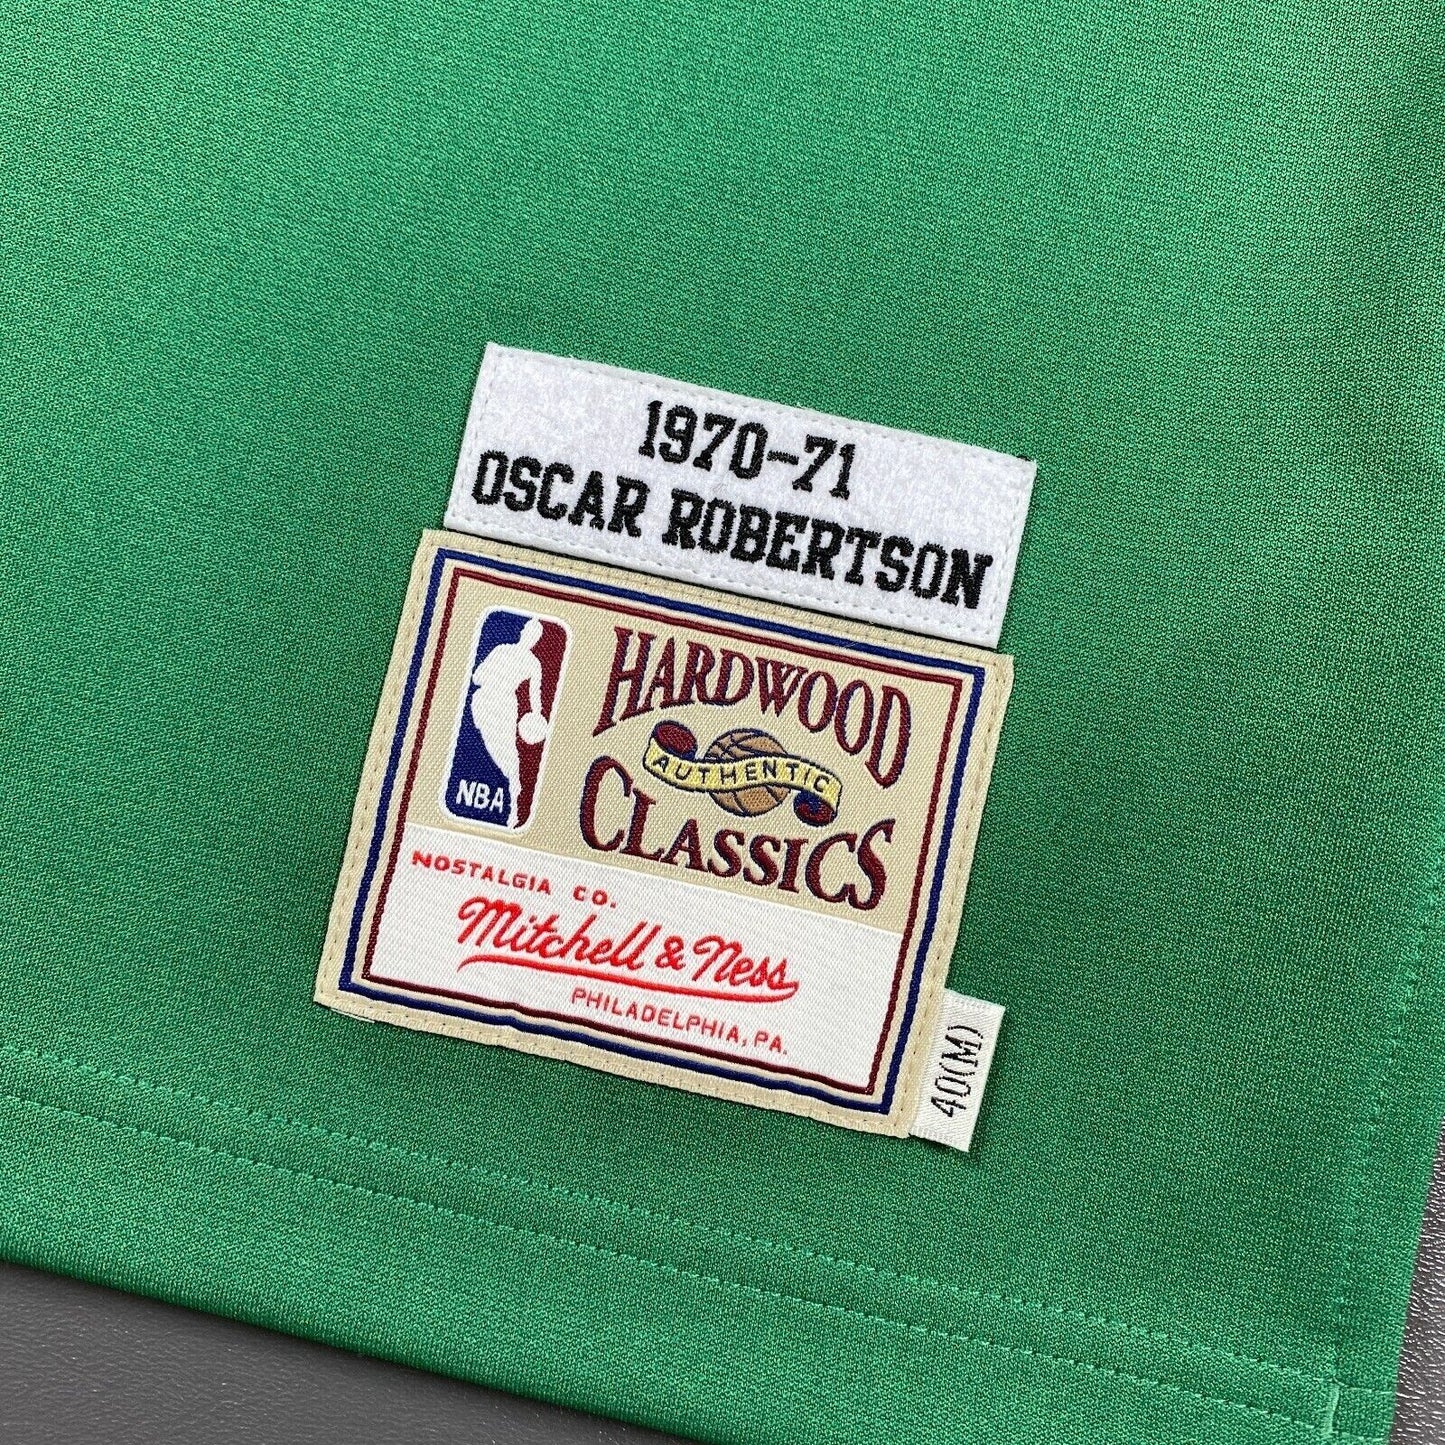 1970-71
OSCAR ROBERTSON
NBA
HARDWOOD
AUTHENTIC
CLASSICS
NOSTALGIA CO.
Mitchell & Ness
PHILADELPHIA, PA.
40(M)